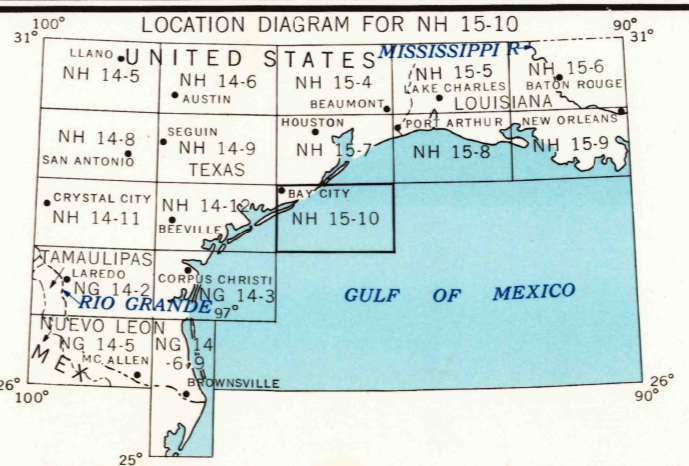 LOCATION DIAGRAM FOR NH 15-10
100° 90°
31° 31°
UNITED STATES
MISSISSIPPI R
LLANO
NH 14-5
NH 14-6
AUSTIN
NH 15-4
BEAUMONT
NH 15-5
LAKE CHARLES
LOUISIANA
NH 15-6
BATON ROUGE
NH 14-8
SAN ANTONIO
SEGUIN
NH 14-9
TEXAS
HOUSTON
NH 15-7
PORT ARTHUR
NH 15-8
NEW ORLEANS
NH 15-9
CRYSTAL CITY
NH 14-11
NH 14-12
BEEVILLE
BAY CITY
NH 15-10
TAMAULIPAS
LAREDO
NG 14-2
RIO GRANDE
CORPUS CHRISTI
NG 14-3
97°
GULF OF MEXICO
NUEVO LEON
NG 14-5
MC ALLEN
MEX
NG 14
-6,9
BROWNSVILLE
26° 26°
100° 90°
25°